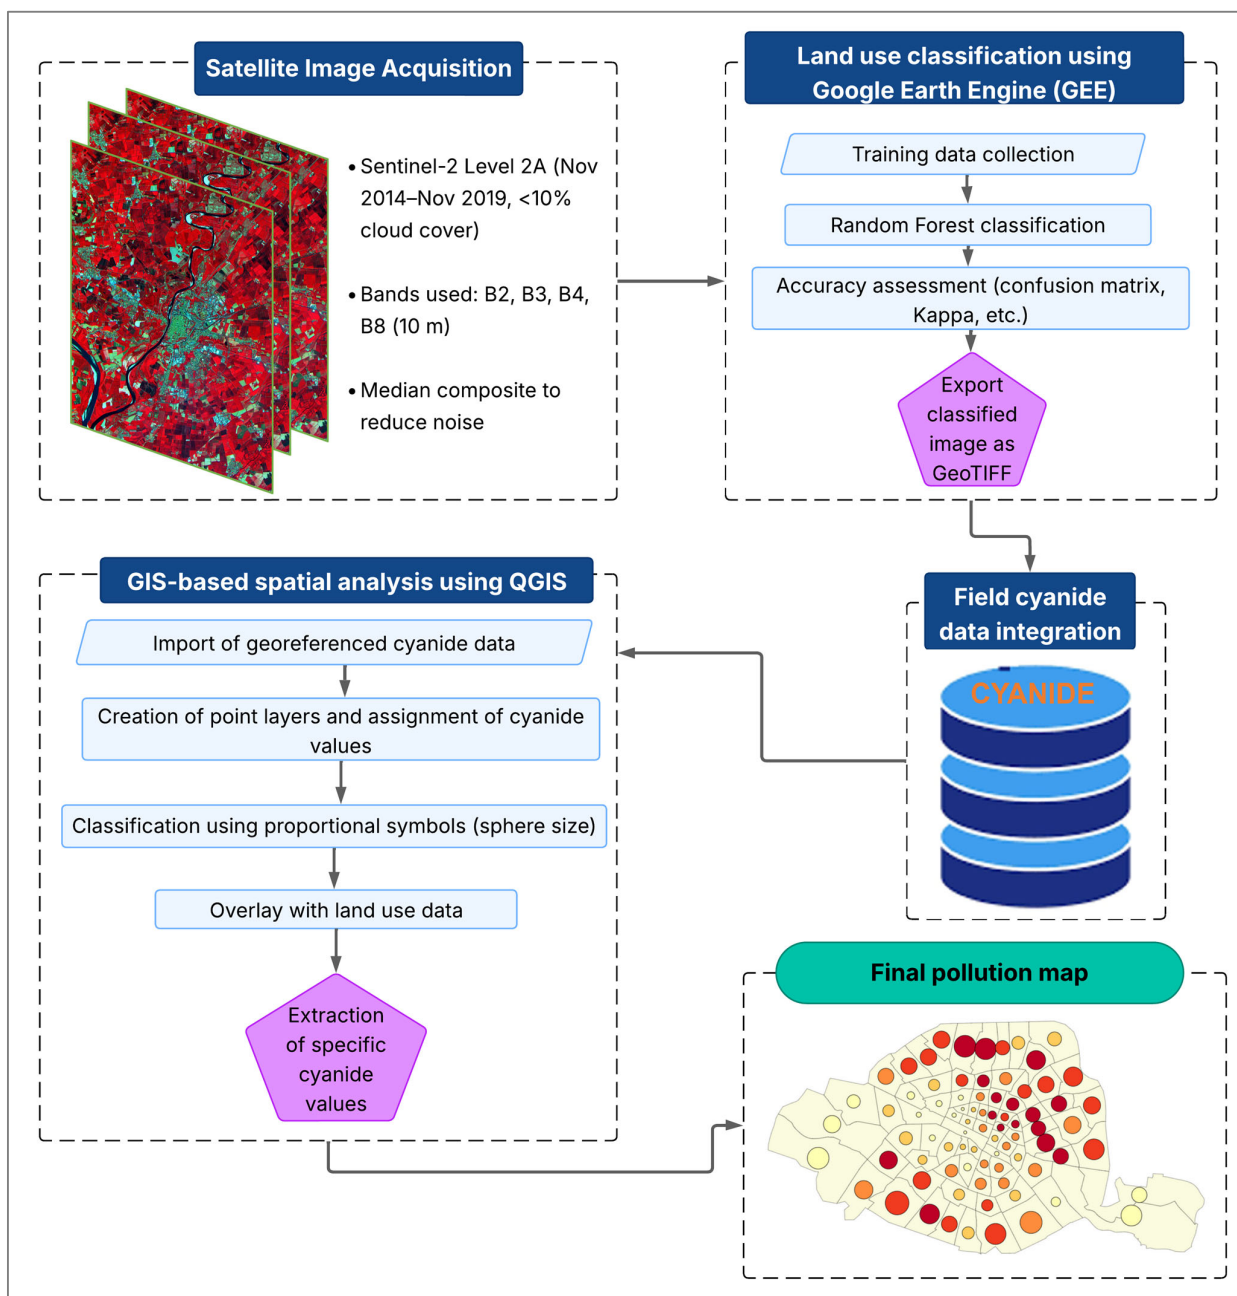 Satellite Image Acquisition
• Sentinel-2 Level 2A (Nov
2014–Nov 2019, <10%
cloud cover)
• Bands used: B2, B3, B4,
B8 (10 m)
• Median composite to
reduce noise
Land use classification using
Google Earth Engine (GEE)
Training data collection
Random Forest classification
Accuracy assessment (confusion matrix,
Kappa, etc.)
Export
classified
image as
GeoTIFF
Field cyanide
data integration
CYANIDE
GIS-based spatial analysis using QGIS
Import of georeferenced cyanide data
Creation of point layers and assignment of cyanide
values
Classification using proportional symbols (sphere size)
Overlay with land use data
Extraction
of specific
cyanide
values
Final pollution map